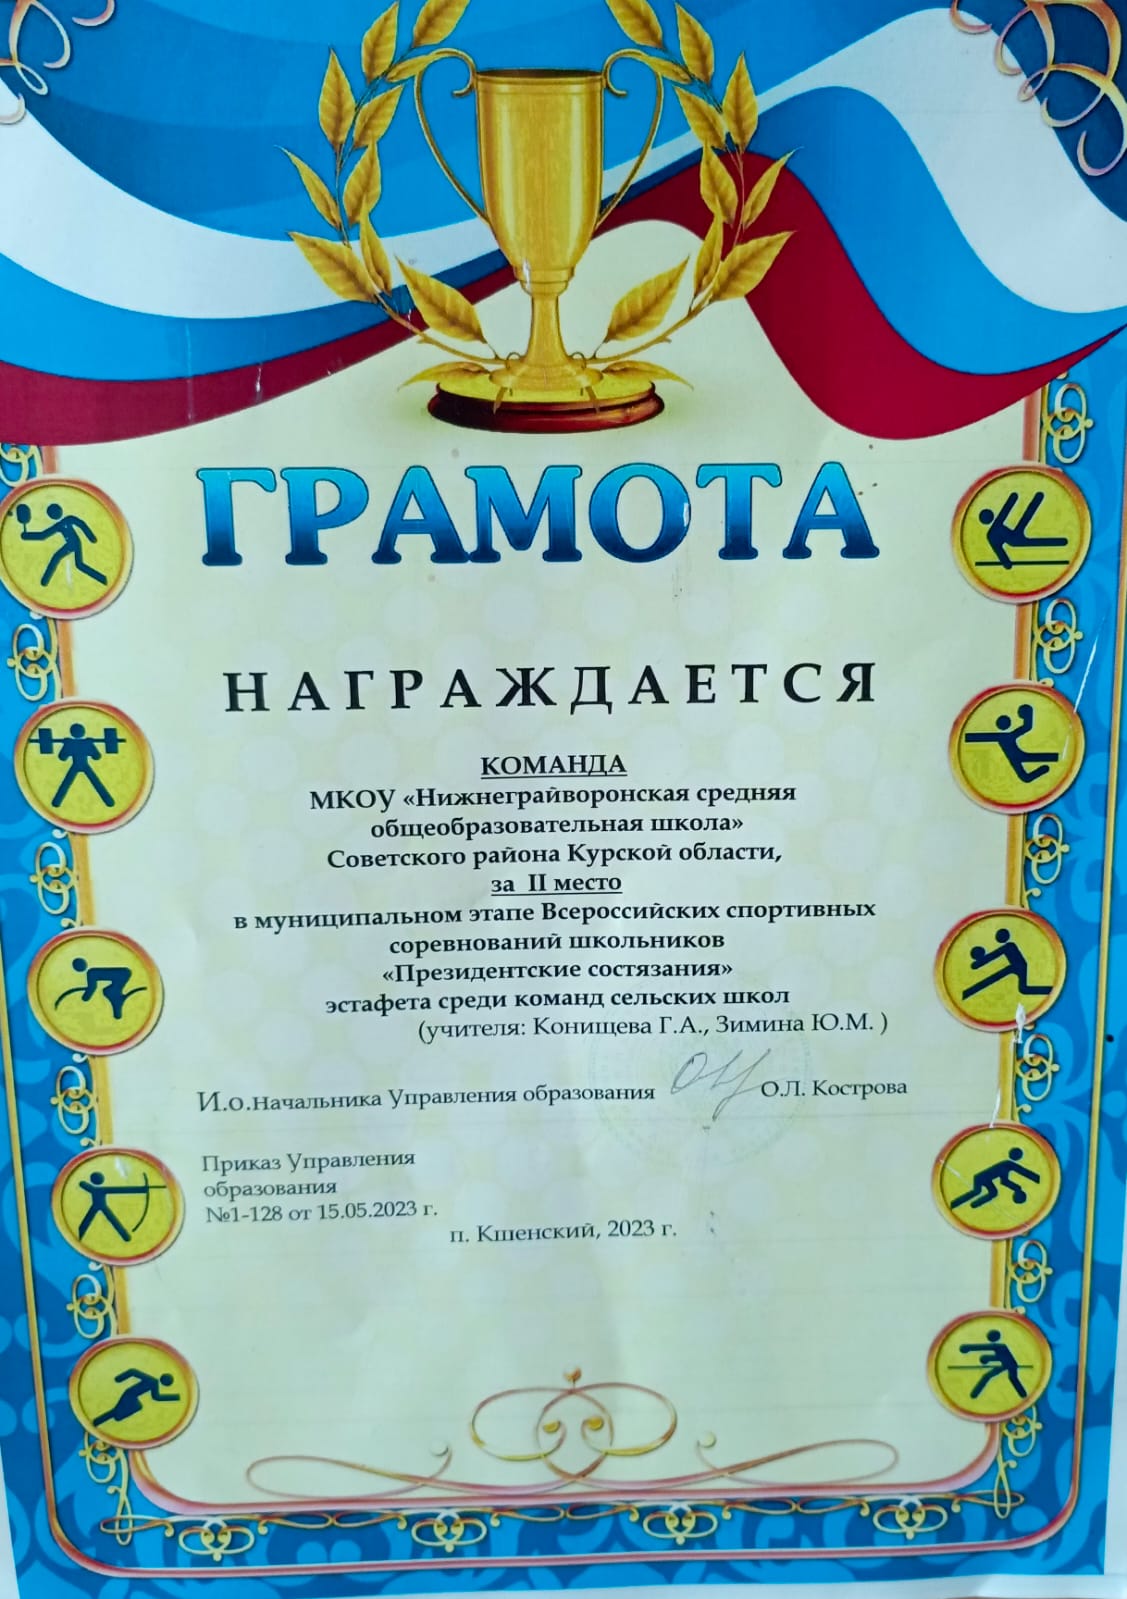 ГРАМОТА
НАГРАЖДАЕТСЯ
КОМАНДА
МКОУ «Нижнеграйворонская средняя
общеобразовательная школа»
Советского района Курской области,
за II место
в муниципальном этапе Всероссийских спортивных
соревнований школьников
«Президентские состязания»
эстафета среди команд сельских школ
(учителя: Конищева Г.А., Зимина Ю.М. )
И.о.Начальника Управления образования О.Л. Кострова
Приказ Управления
образования
№1-128 от 15.05.2023 г.
п. Кшенский, 2023 г.